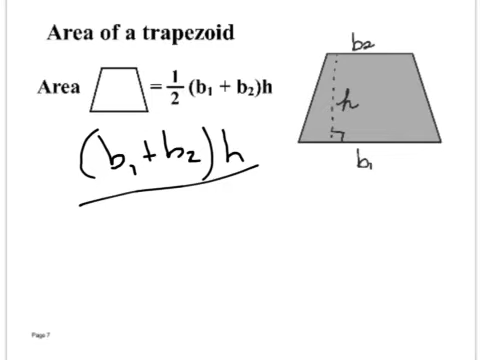 Area of a trapezoid
b2
Area = 1/2 (b₁ + b₂)h
h
(b₁ + b₂)h
b₁
Page 7